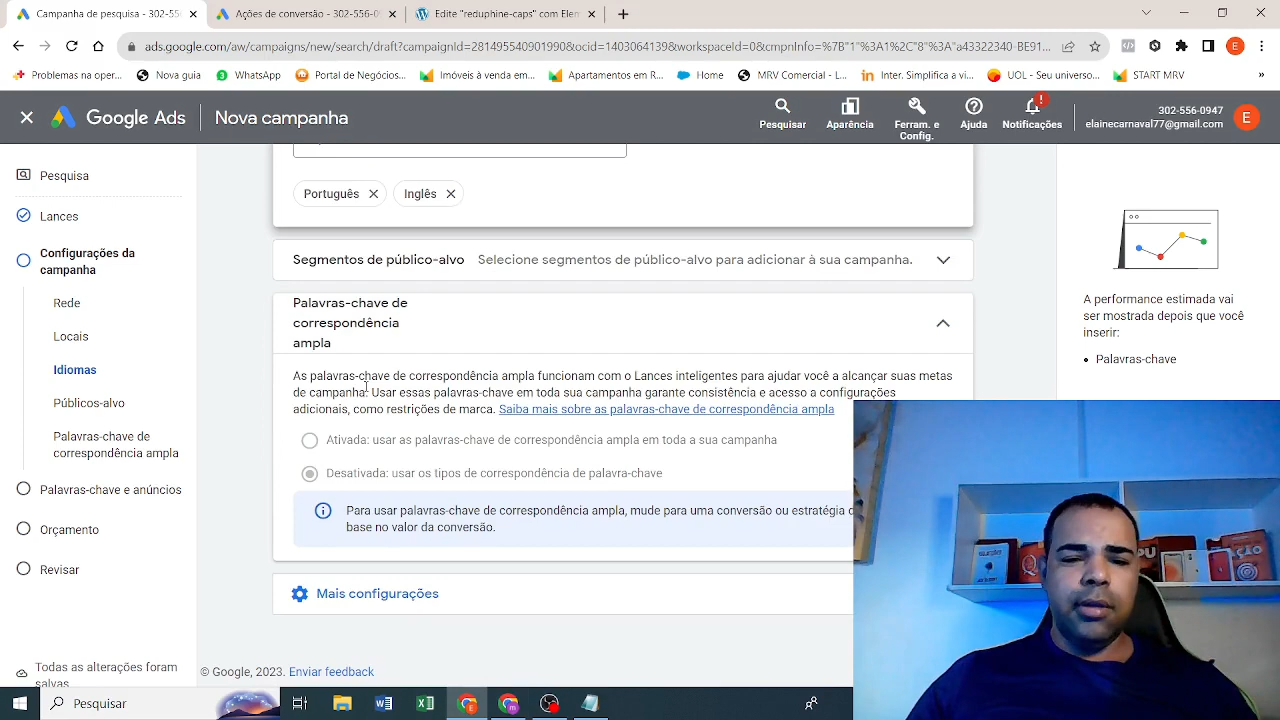 Campanha de pesquisa - 302-55
Ações de conversão - 302-556-0
Edite "reduphine-caps" com Elem
ads.google.com/aw/campaigns/new/search/draft?campaignId=281495701001990&ocid=1403064139&workspaceId=0&cmpnInfo=%7B"1"%3A1%2C"8"%3A"A1322340-BE91...
Problemas na oper...
Nova guia
WhatsApp
Portal de Negócios...
Imóveis à venda em...
Apartamentos em R...
Home
MRV Comercial - L...
Inter. Simplifica a vi...
UOL - Seu universo...
START MRV
Google Ads
Nova campanha
Pesquisar
Aparência
Ferram. e
Config.
Ajuda
Notificações
302-556-0947
elainecarnaval77@gmail.com
E
Pesquisa
Lances
Configurações da
campanha
Rede
Locais
Idiomas
Públicos-alvo
Palavras-chave de
correspondência ampla
Palavras-chave e anúncios
Orçamento
Revisar
Todas as alterações foram
salvas
Português
Inglês
Segmentos de público-alvo Selecione segmentos de público-alvo para adicionar à sua campanha.
Palavras-chave de
correspondência
ampla
As palavras-chave de correspondência ampla funcionam com o Lances inteligentes para ajudar você a alcançar suas metas
de campanha. Usar essas palavras-chave em toda sua campanha garante consistência e acesso a configurações
adicionais, como restrições de marca. Saiba mais sobre as palavras-chave de correspondência ampla
Ativada: usar as palavras-chave de correspondência ampla em toda a sua campanha
Desativada: usar os tipos de correspondência de palavra-chave
Para usar palavras-chave de correspondência ampla, mude para uma conversão ou estratégia
base no valor da conversão.
Mais configurações
© Google, 2023. Enviar feedback
A performance estimada vai
ser mostrada depois que você
inserir:
Palavras-chave
Pesquisar